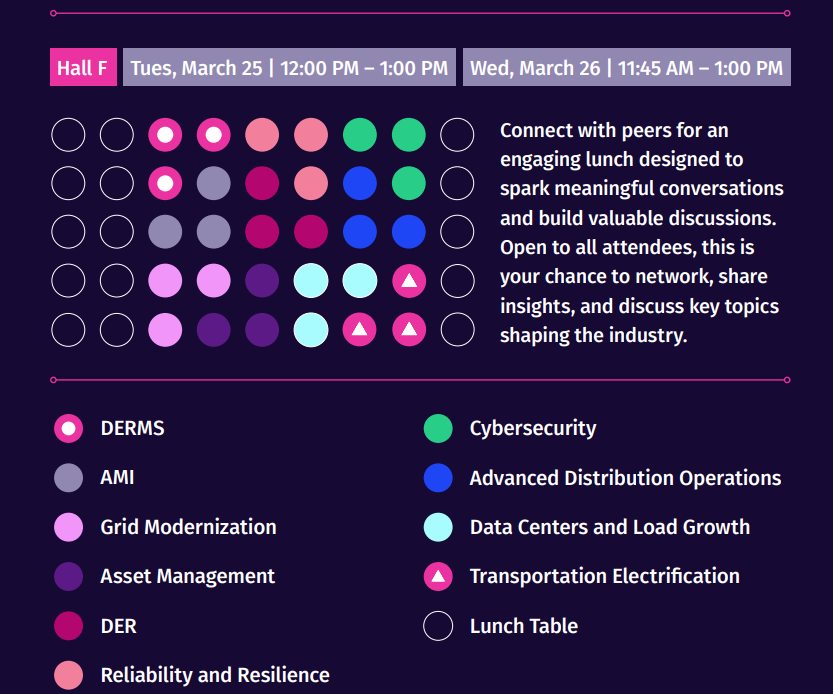 Hall F
Tues, March 25 | 12:00 PM – 1:00 PM
Wed, March 26 | 11:45 AM – 1:00 PM
Connect with peers for an
engaging lunch designed to
spark meaningful conversations
and build valuable discussions.
Open to all attendees, this is
your chance to network, share
insights, and discuss key topics
shaping the industry.
DERMS
AMI
Grid Modernization
Asset Management
DER
Reliability and Resilience
Cybersecurity
Advanced Distribution Operations
Data Centers and Load Growth
Transportation Electrification
Lunch Table